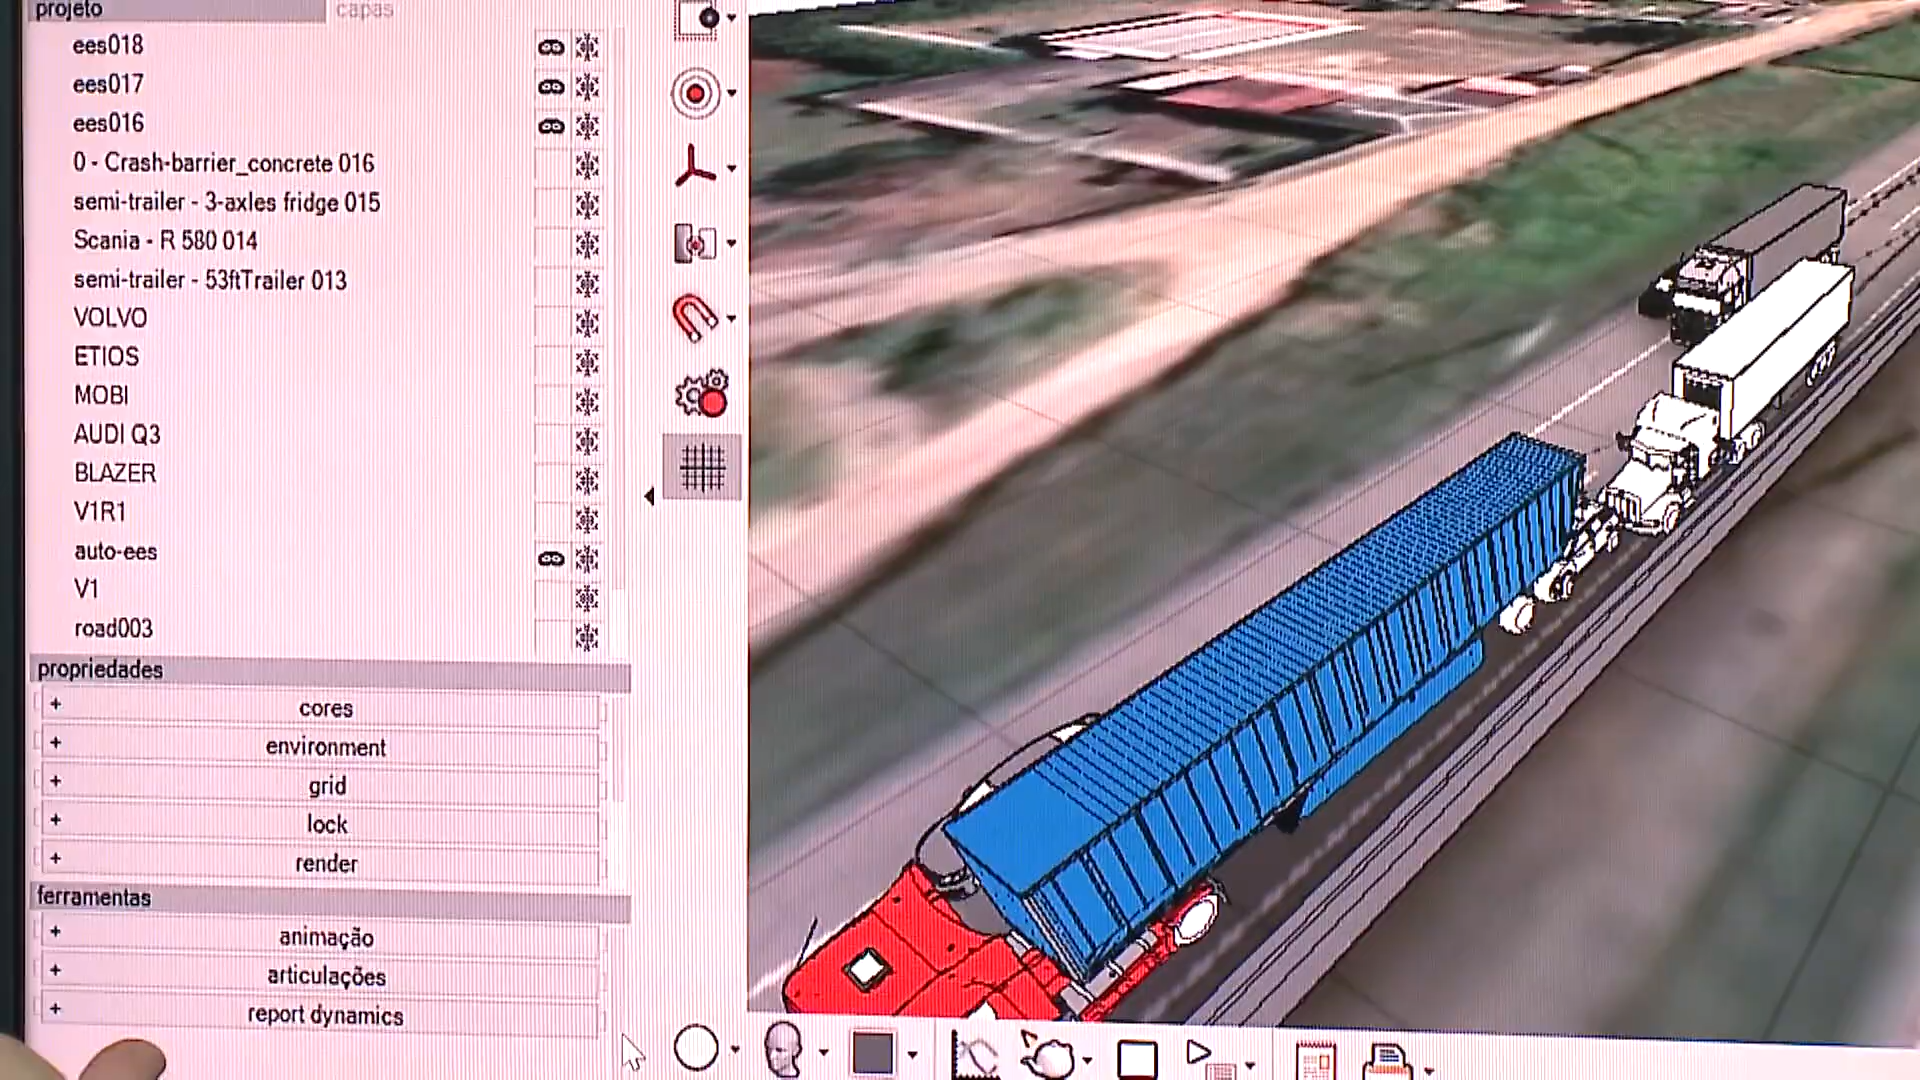 projeto
capas
ees018
ees017
ees016
0 - Crash-barrier_concrete 016
semi-trailer - 3-axles fridge 015
Scania - R 580 014
semi-trailer - 53ftTrailer 013
VOLVO
ETIOS
MOBI
AUDI Q3
BLAZER
V1R1
auto-ees
V1
road003
propriedades
+ cores
+ environment
+ grid
+ lock
+ render
ferramentas
+ animação
+ articulações
+ report dynamics